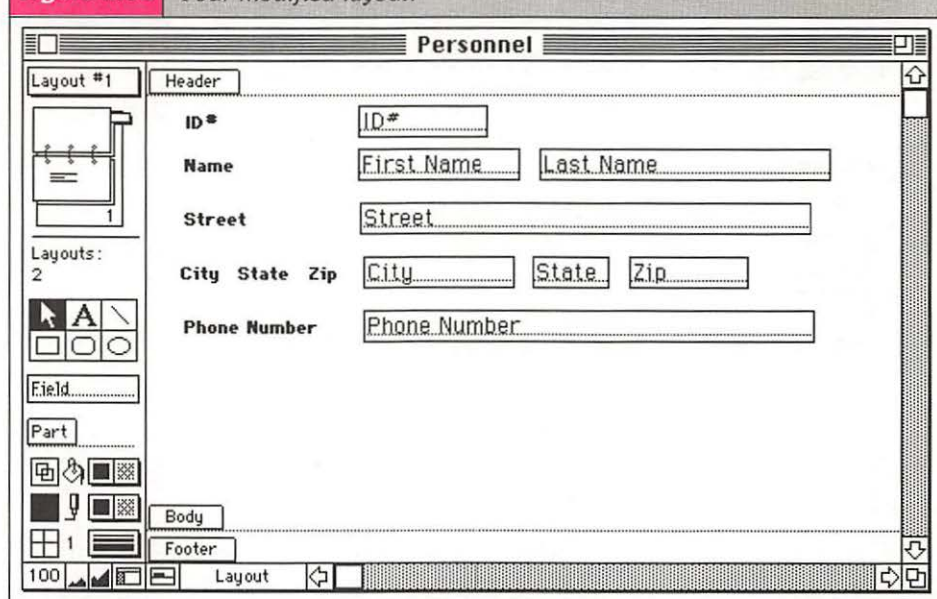 Your modified layout.
Personnel
Layout #1
Header
ID#
ID#
Name
First Name
Last Name
1
Street
Street
Layouts:
2
City State Zip
City
State
Zip
A
Phone Number
Phone Number
Field
Part
Body
1
Footer
100
Layout